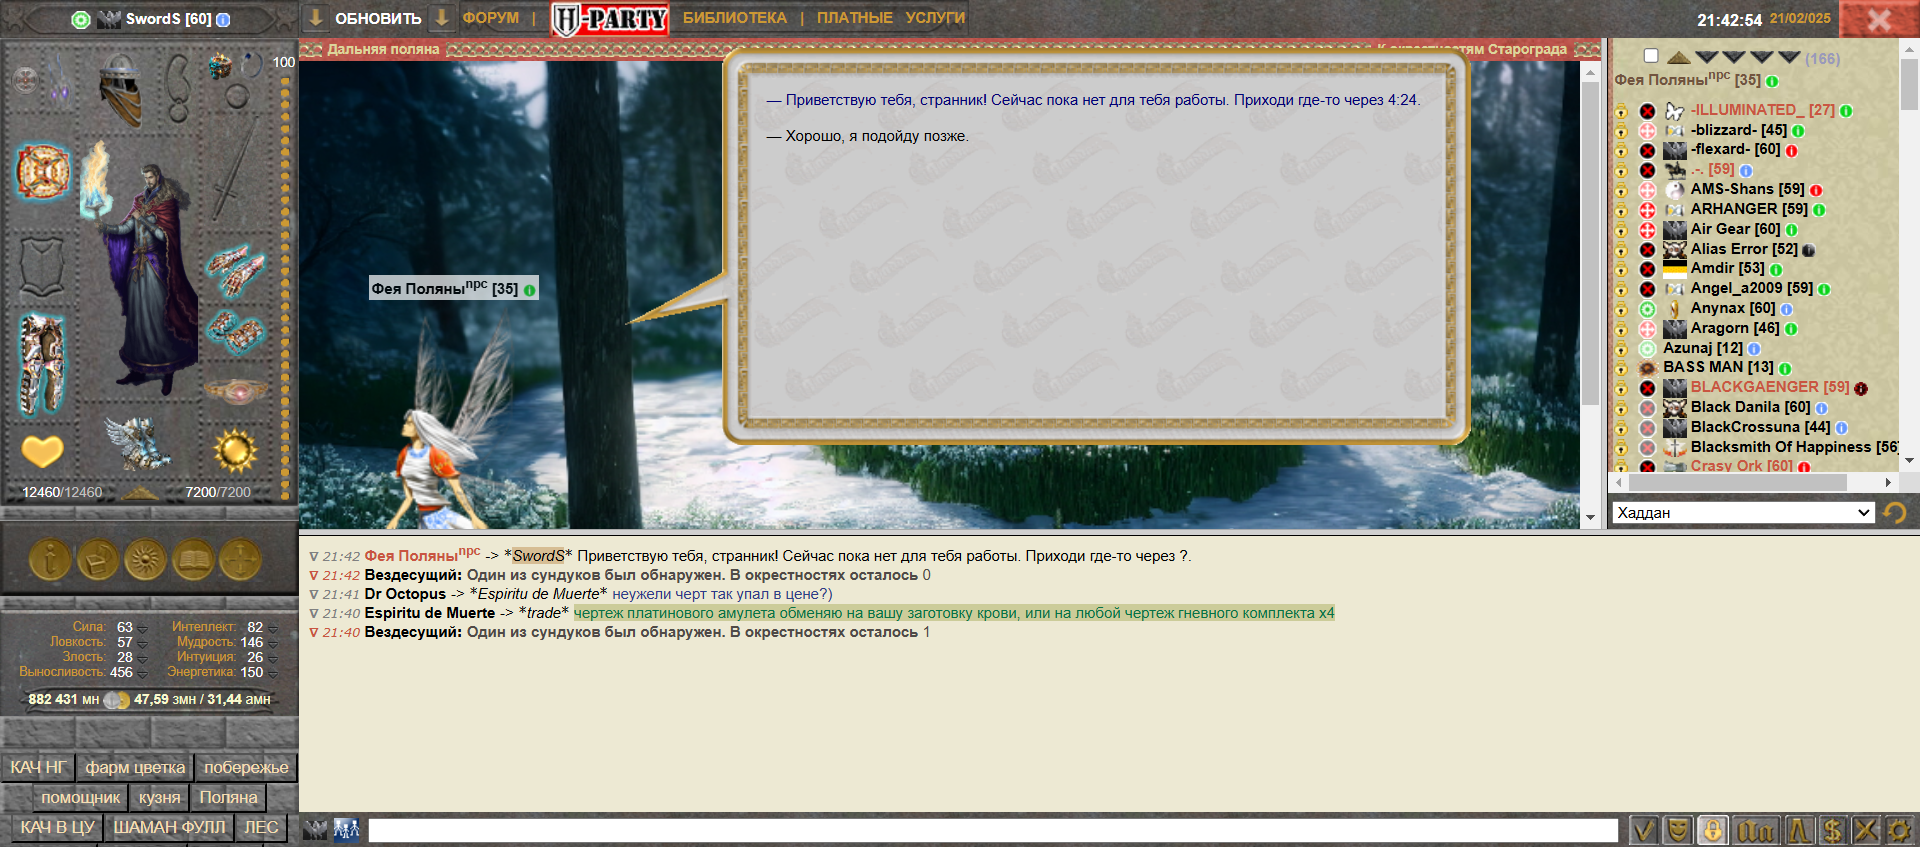 SwordS [60]
ОБНОВИТЬ
ФОРУМ | H-PARTY БИБЛИОТЕКА | ПЛАТНЫЕ УСЛУГИ
21:42:54 21/02/025
Дальняя поляна
К окрестностям Старограда
100
12460/12460
7200/7200
Фея Поляны npc [35]
— Приветствую тебя, странник! Сейчас пока нет для тебя работы. Приходи где-то через 4:24.
— Хорошо, я подойду позже.
(166)
Фея Поляны npc [35]
-ILLUMINATED_ [27]
-blizzard- [45]
-flexard- [60]
.-. [59]
AMS-Shans [59]
ARHANGER [59]
Air Gear [60]
Alias Error [52]
Amdir [53]
Angel_a2009 [59]
Anynax [60]
Aragorn [46]
Azunaj [12]
BASS MAN [13]
BLACKGAENGER [59]
Black Danila [60]
BlackCrossuna [44]
Blacksmith Of Happiness [56
Crasy Ork [60]
Хаддан
21:42 Фея Поляны npc -> *SwordS* Приветствую тебя, странник! Сейчас пока нет для тебя работы. Приходи где-то через ?.
21:42 Вездесущий: Один из сундуков был обнаружен. В окрестностях осталось 0
21:41 Dr Octopus -> *Espiritu de Muerte* неужели черт так упал в цене?)
21:40 Espiritu de Muerte -> *trade* чертеж платинового амулета обменяю на вашу заготовку крови, или на любой чертеж гневного комплекта х4
21:40 Вездесущий: Один из сундуков был обнаружен. В окрестностях осталось 1
Сила: 63 Интеллект: 82
Ловкость: 57 Мудрость: 146
Злость: 28 Интуиция: 26
Выносливость: 456 Энергетика: 150
882 431 мн 47,59 змн / 31,44 амн
КАЧ НГ фарм цветка побережье
помощник кузня Поляна
КАЧ В ЦУ ШАМАН ФУЛЛ ЛЕС